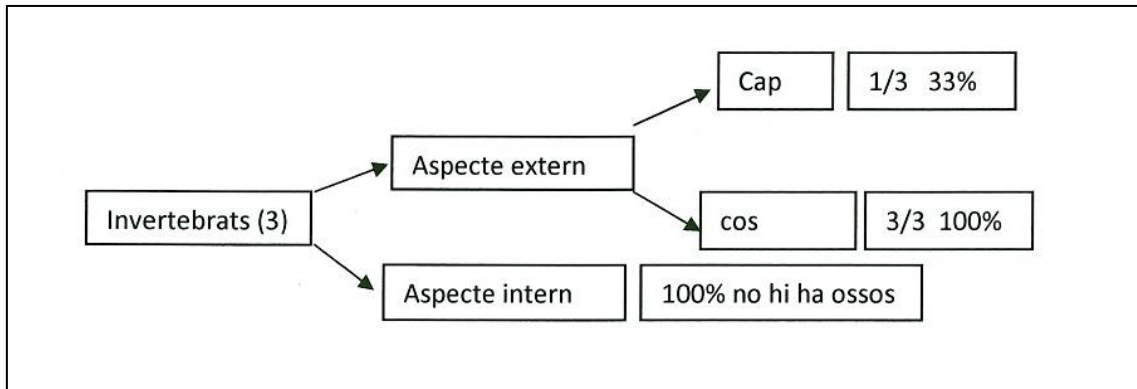 Cap
1/3 33%
Aspecte extern
Invertebrats (3)
cos
3/3 100%
Aspecte intern
100% no hi ha ossos